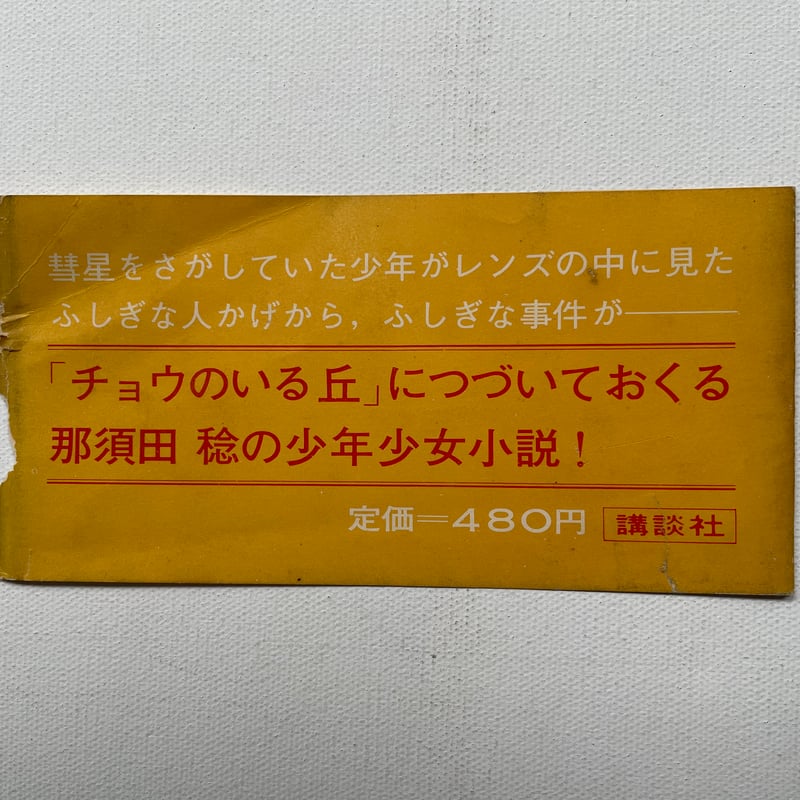 彗星をさがしていた少年がレンズの中に見た
ふしぎな人かげから，ふしぎな事件が―――
「チョウのいる丘」につづいておくる
那須田 稔の少年少女小説！
定価＝480円 講談社